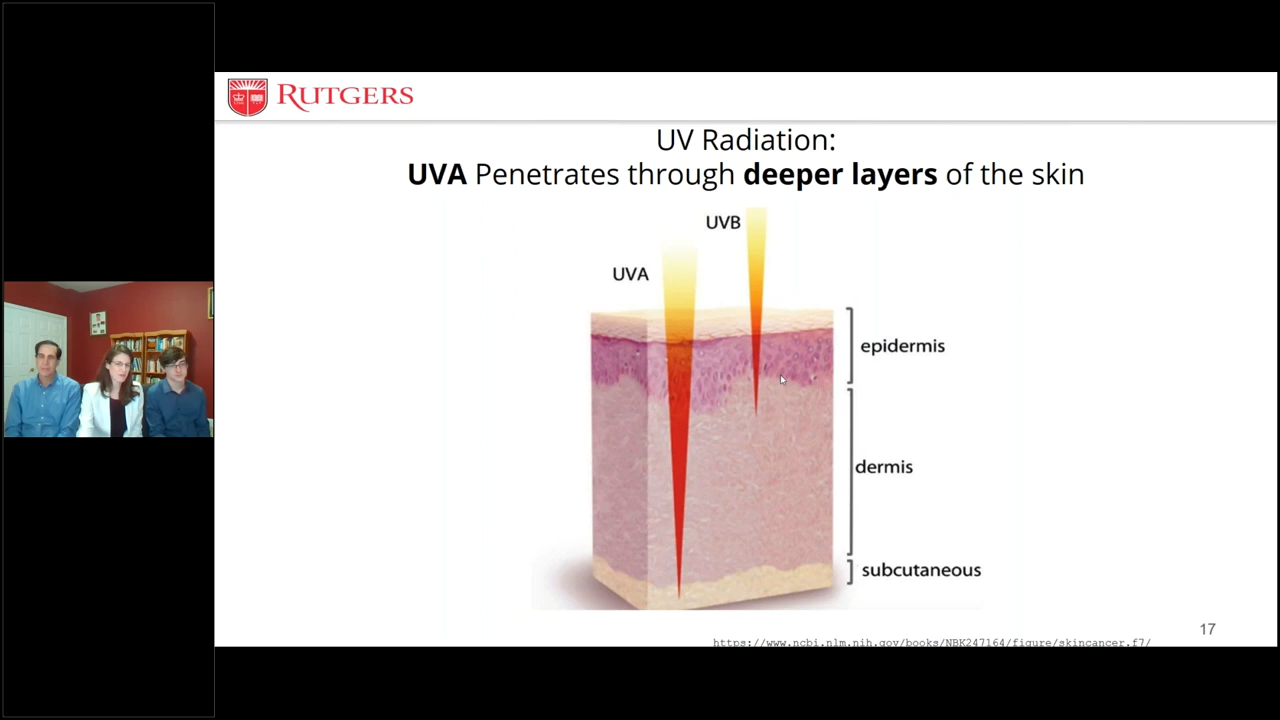 RUTGERS
UV Radiation:
UVA Penetrates through deeper layers of the skin
UVB
UVA
epidermis
dermis
subcutaneous
17
https://www.ncbi.nlm.nih.gov/books/NBK247164/figure/skincancer.f7/